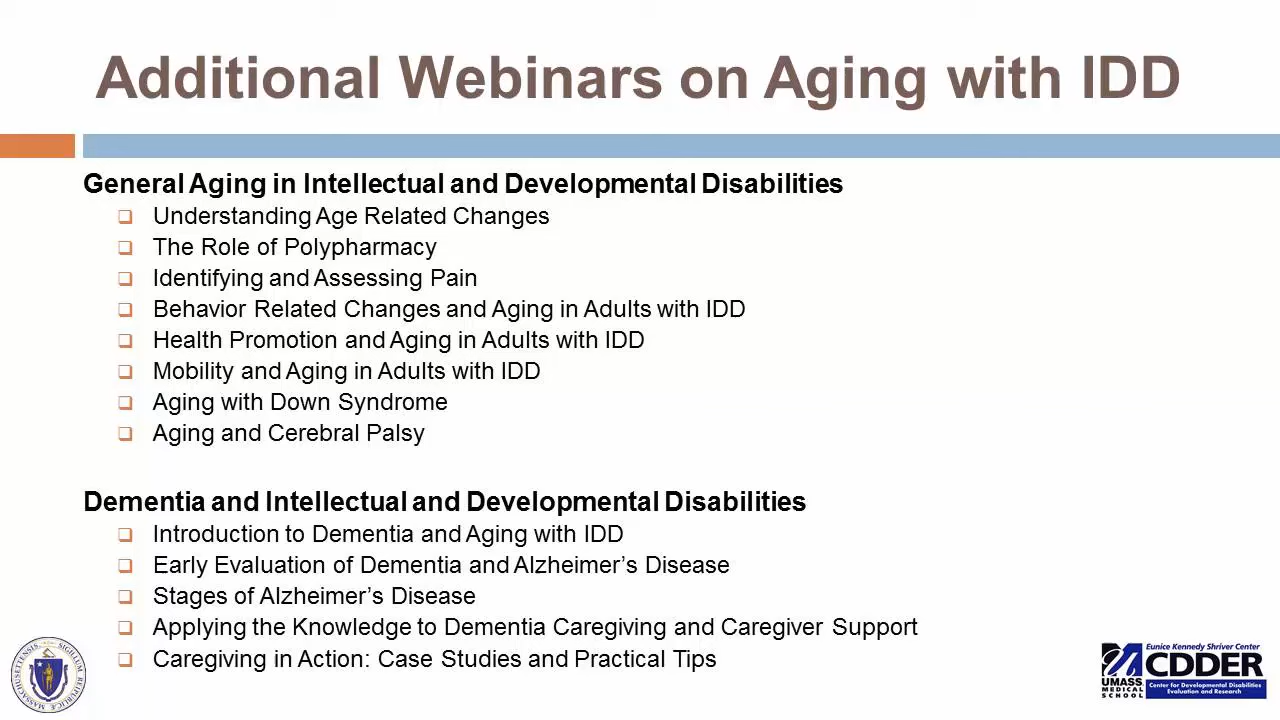 Additional Webinars on Aging with IDD
General Aging in Intellectual and Developmental Disabilities
Understanding Age Related Changes
The Role of Polypharmacy
Identifying and Assessing Pain
Behavior Related Changes and Aging in Adults with IDD
Health Promotion and Aging in Adults with IDD
Mobility and Aging in Adults with IDD
Aging with Down Syndrome
Aging and Cerebral Palsy
Dementia and Intellectual and Developmental Disabilities
Introduction to Dementia and Aging with IDD
Early Evaluation of Dementia and Alzheimer’s Disease
Stages of Alzheimer’s Disease
Applying the Knowledge to Dementia Caregiving and Caregiver Support
Caregiving in Action: Case Studies and Practical Tips
Eunice Kennedy Shriver Center
CDDER
UMASS
MEDICAL
SCHOOL
Center for Developmental Disabilities
Evaluation and Research